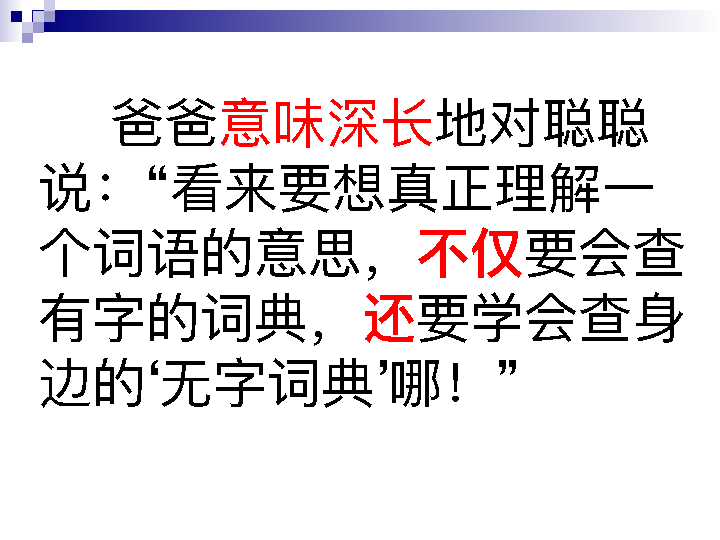 爸爸意味深长地对聪聪
说：“看来要想真正理解一
个词语的意思，不仅要会查
有字的词典，还要学会查身
边的‘无字词典’哪！”